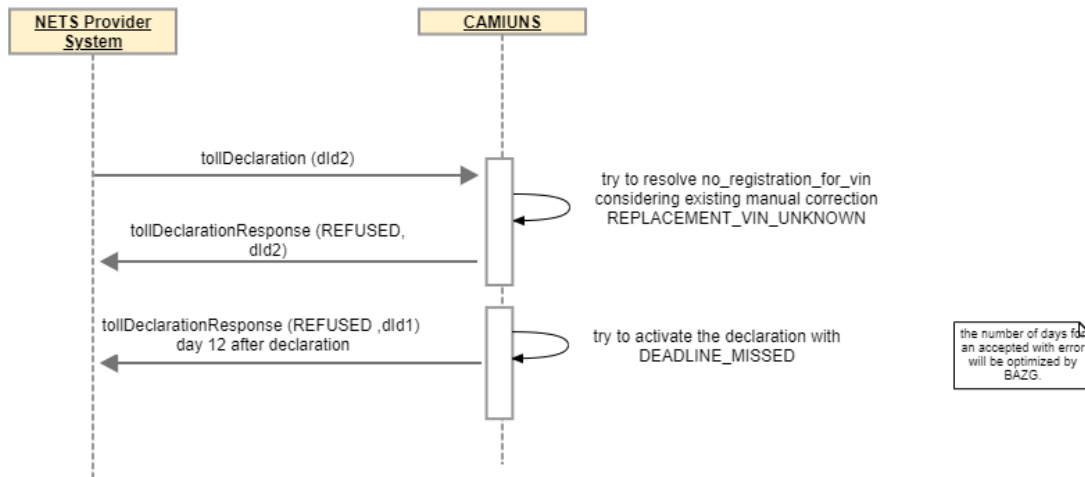 NETS Provider
System
CAMIUNS
tollDeclaration (dId2)
try to resolve no_registration_for_vin
considering existing manual correction
REPLACEMENT_VIN_UNKNOWN
tollDeclarationResponse (REFUSED,
dId2)
tollDeclarationResponse (REFUSED ,dId1)
day 12 after declaration
try to activate the declaration with
DEADLINE_MISSED
the number of days for
an accepted with error
will be optimized by
BAZG.